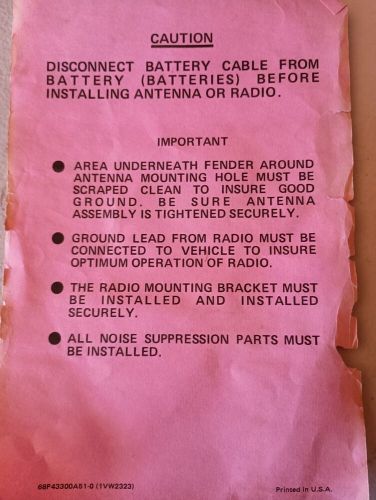 CAUTION
DISCONNECT BATTERY CABLE FROM
BATTERY (BATTERIES) BEFORE
INSTALLING ANTENNA OR RADIO.
IMPORTANT
● AREA UNDERNEATH FENDER AROUND
ANTENNA MOUNTING HOLE MUST BE
SCRAPED CLEAN TO INSURE GOOD
GROUND. BE SURE ANTENNA
ASSEMBLY IS TIGHTENED SECURELY.
● GROUND LEAD FROM RADIO MUST BE
CONNECTED TO VEHICLE TO INSURE
OPTIMUM OPERATION OF RADIO.
● THE RADIO MOUNTING BRACKET MUST
BE INSTALLED AND INSTALLED
SECURELY.
● ALL NOISE SUPPRESSION PARTS MUST
BE INSTALLED.
68P43300A51-0 (1VW2323)
Printed in U.S.A.